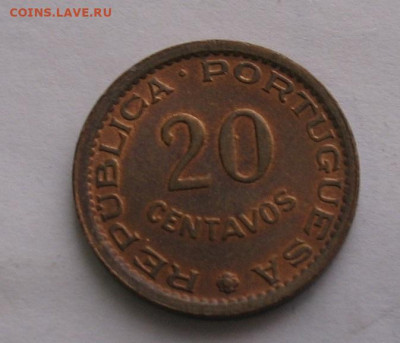 COINS.LAVE.RU
REPUBLICA · PORTUGUESA
20
CENTAVOS